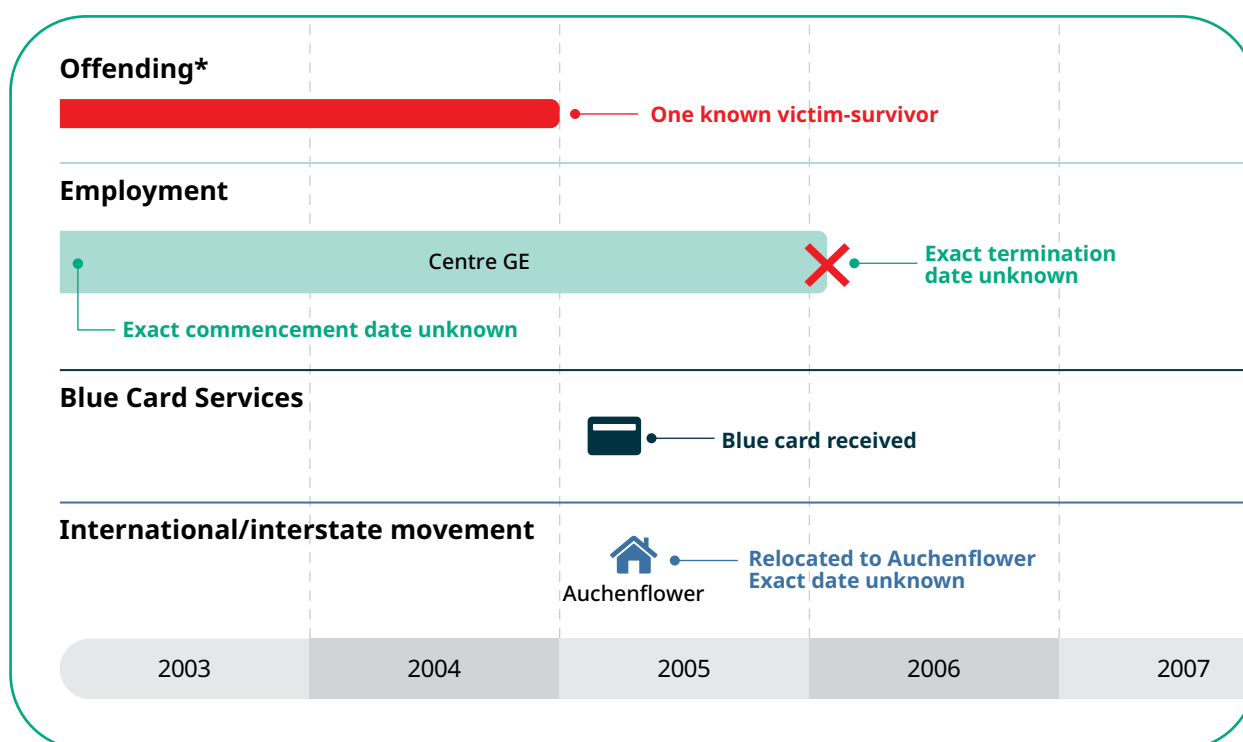 Offending*
One known victim-survivor
Employment
Centre GE
Exact termination
date unknown
Exact commencement date unknown
Blue Card Services
Blue card received
International/interstate movement
Relocated to Auchenflower
Exact date unknown
Auchenflower
2003 2004 2005 2006 2007